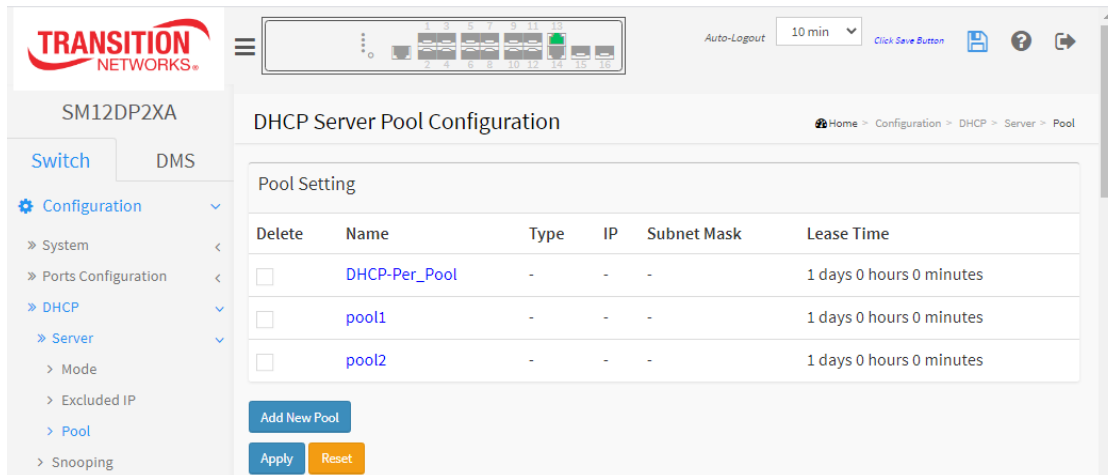 TRANSITION
NETWORKS®
1 3 5 7 9 11 13
2 4 6 8 10 12 14 15 16
Auto-Logout 10 min Click Save Button
SM12DP2XA
Switch DMS
Configuration
» System
» Ports Configuration
» DHCP
» Server
> Mode
> Excluded IP
> Pool
> Snooping
DHCP Server Pool Configuration
Home > Configuration > DHCP > Server > Pool
Pool Setting
Delete Name Type IP Subnet Mask Lease Time
DHCP-Per_Pool - - - 1 days 0 hours 0 minutes
pool1 - - - 1 days 0 hours 0 minutes
pool2 - - - 1 days 0 hours 0 minutes
Add New Pool
Apply Reset